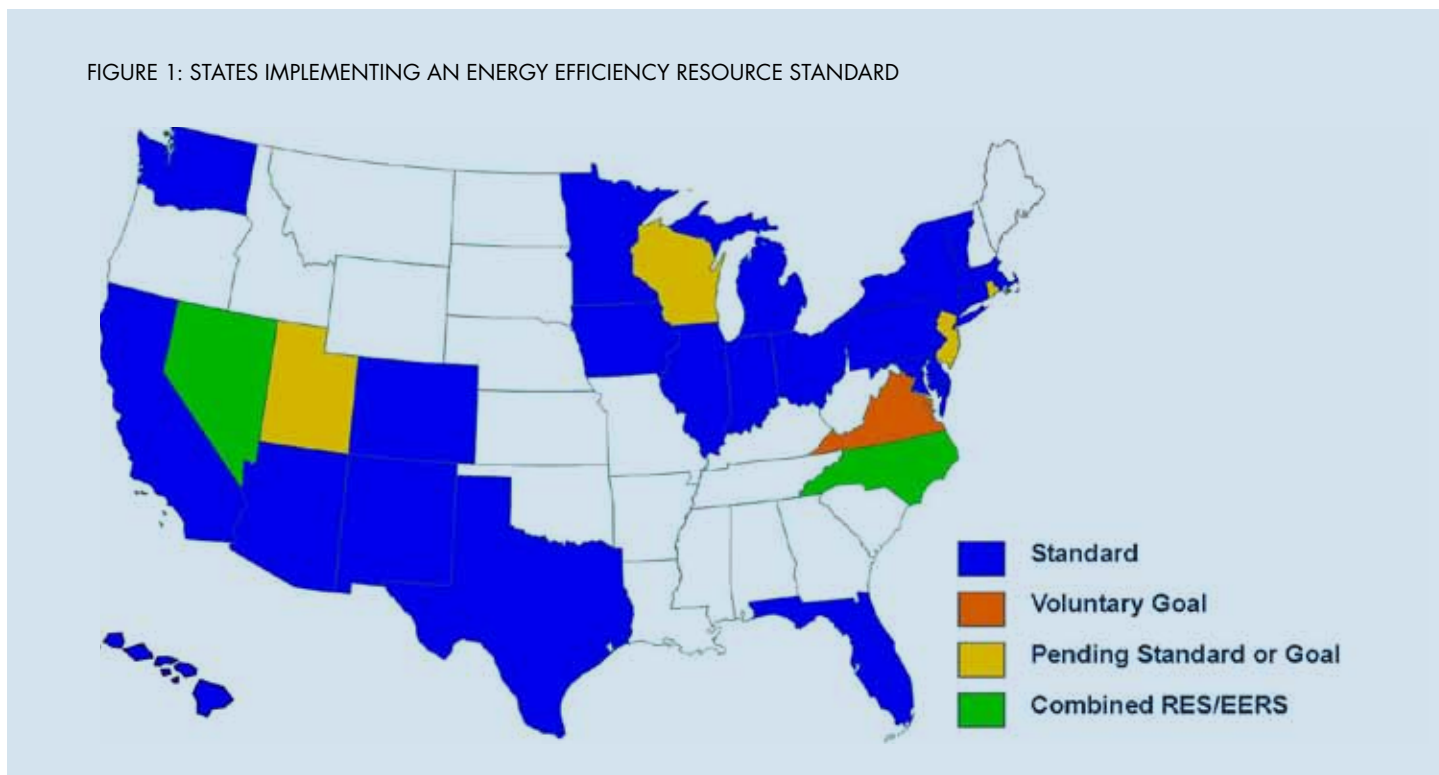 FIGURE 1: STATES IMPLEMENTING AN ENERGY EFFICIENCY RESOURCE STANDARD
Standard
Voluntary Goal
Pending Standard or Goal
Combined RES/EERS